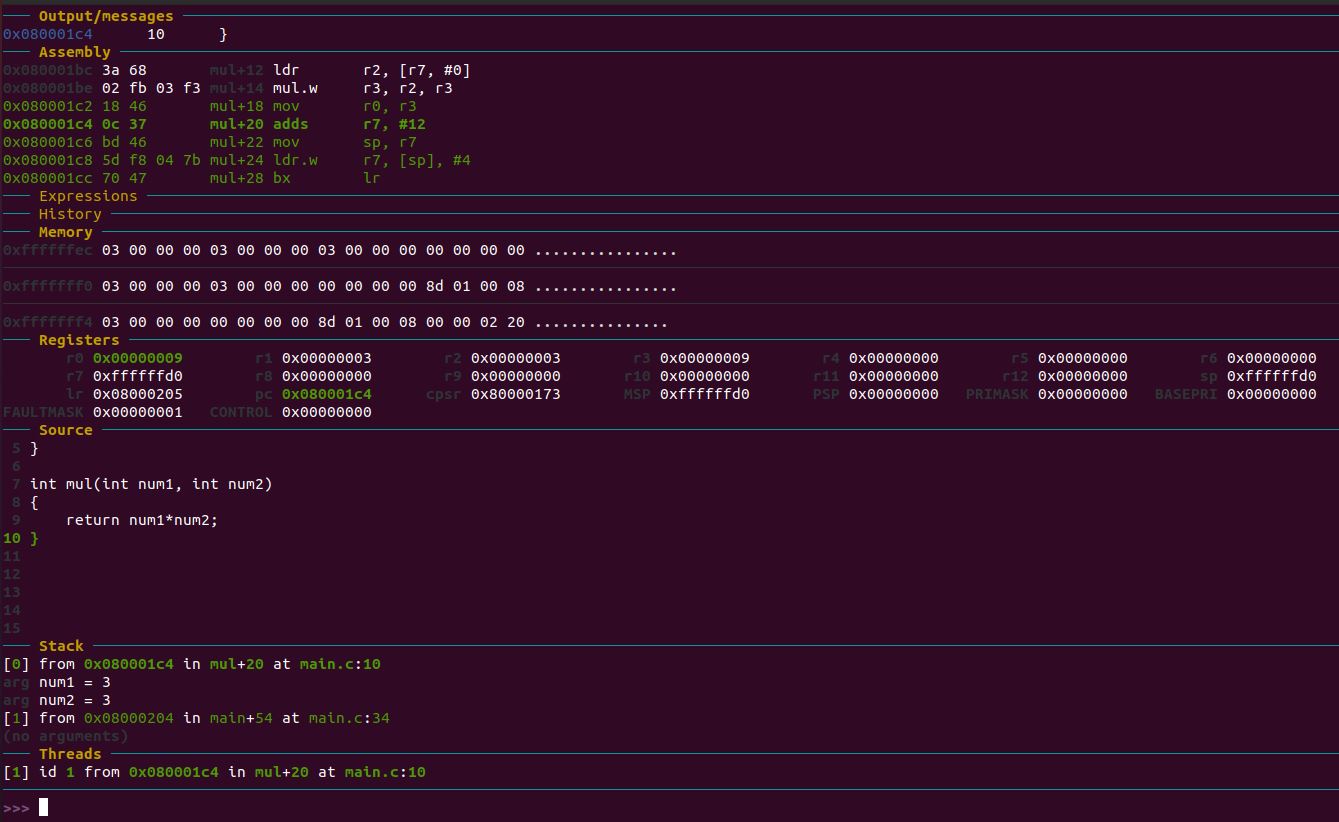 Output/messages
0x080001c4 10 }
Assembly
0x080001bc 3a 68 mul+12 ldr r2, [r7, #0]
0x080001be 02 fb 03 f3 mul+14 mul.w r3, r2, r3
0x080001c2 18 46 mul+18 mov r0, r3
0x080001c4 0c 37 mul+20 adds r7, #12
0x080001c6 bd 46 mul+22 mov sp, r7
0x080001c8 5d f8 04 7b mul+24 ldr.w r7, [sp], #4
0x080001cc 70 47 mul+28 bx lr
Expressions
History
Memory
0xffffffec 03 00 00 00 03 00 00 00 03 00 00 00 00 00 00 00 ................
0xfffffff0 03 00 00 00 03 00 00 00 00 00 00 00 8d 01 00 08 ................
0xfffffff4 03 00 00 00 00 00 00 00 8d 01 00 08 00 00 02 20 ...............
Registers
r0 0x00000009 r1 0x00000003 r2 0x00000003 r3 0x00000009 r4 0x00000000 r5 0x00000000 r6 0x00000000
r7 0xffffffd0 r8 0x00000000 r9 0x00000000 r10 0x00000000 r11 0x00000000 r12 0x00000000 sp 0xffffffd0
lr 0x08000205 pc 0x080001c4 cpsr 0x80000173 MSP 0xffffffd0 PSP 0x00000000 PRIMASK 0x00000000 BASEPRI 0x00000000
FAULTMASK 0x00000001 CONTROL 0x00000000
Source
5 }
6
7 int mul(int num1, int num2)
8 {
9 return num1*num2;
10 }
11
12
13
14
15
Stack
[0] from 0x080001c4 in mul+20 at main.c:10
arg num1 = 3
arg num2 = 3
[1] from 0x08000204 in main+54 at main.c:34
(no arguments)
Threads
[1] id 1 from 0x080001c4 in mul+20 at main.c:10
>>>